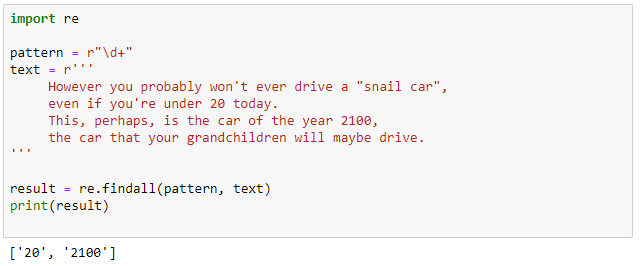 import re

pattern = r"\d+"
text = r'''
     However you probably won't ever drive a "snail car",
     even if you're under 20 today.
     This, perhaps, is the car of the year 2100,
     the car that your grandchildren will maybe drive.
'''

result = re.findall(pattern, text)
print(result)

['20', '2100']